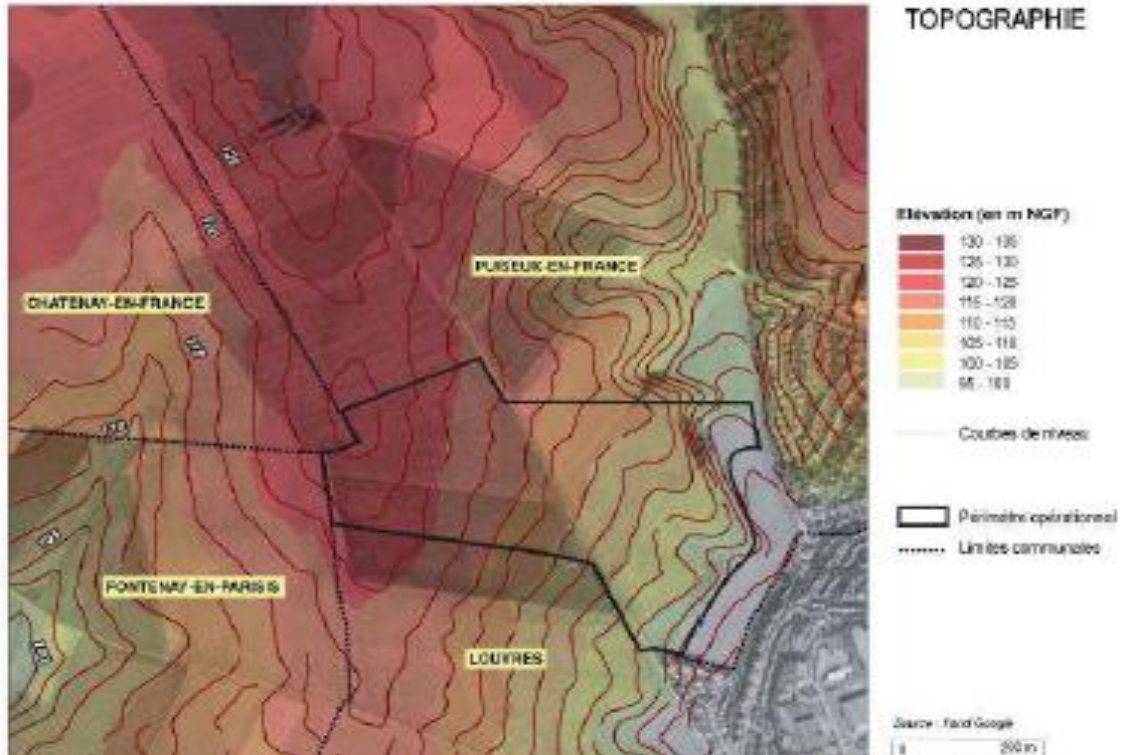 TOPOGRAPHIE
PUISEUX-EN-FRANCE
CHATENAY-EN-FRANCE
FONTENAY-EN-PARISIS
LOUVRES
Elévation (en m NGF)
130 - 135
125 - 130
120 - 125
115 - 120
110 - 115
105 - 110
100 - 105
95 - 100
Courbes de niveau
Périmètre opérationnel
Limites communales
Source : Fond Google